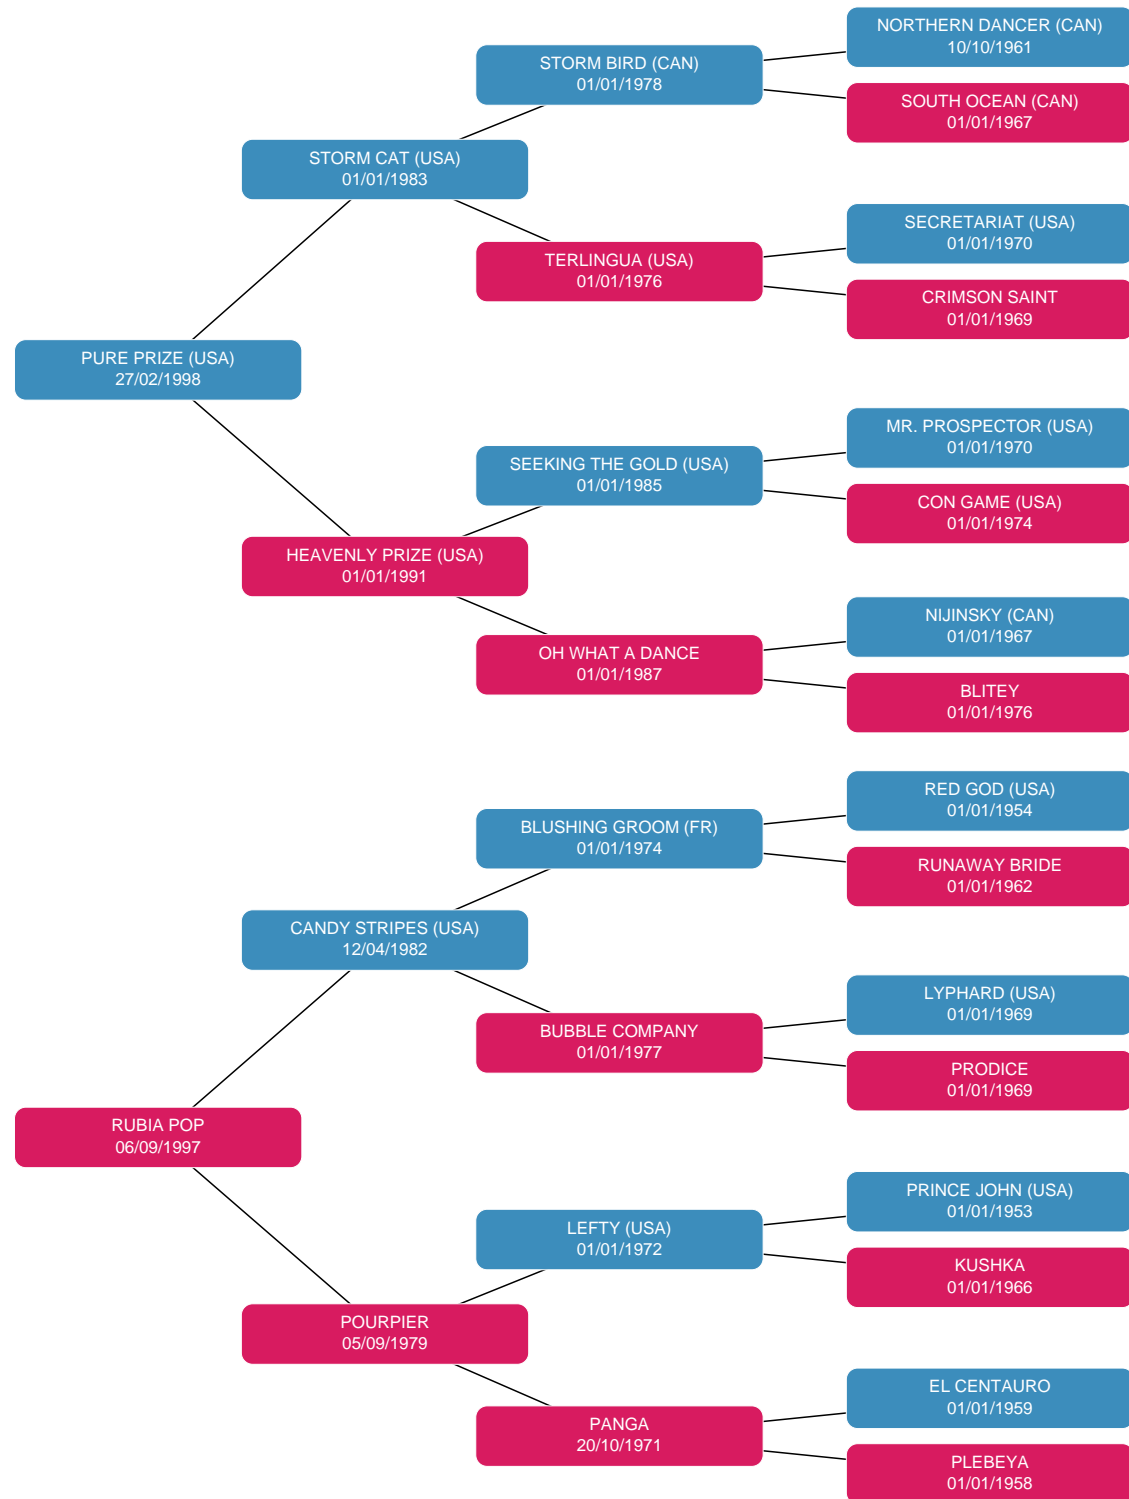 NORTHERN DANCER (CAN)
10/10/1961
STORM BIRD (CAN)
01/01/1978
SOUTH OCEAN (CAN)
01/01/1967
STORM CAT (USA)
01/01/1983
SECRETARIAT (USA)
01/01/1970
TERLINGUA (USA)
01/01/1976
CRIMSON SAINT
01/01/1969
PURE PRIZE (USA)
27/02/1998
MR. PROSPECTOR (USA)
01/01/1970
SEEKING THE GOLD (USA)
01/01/1985
CON GAME (USA)
01/01/1974
HEAVENLY PRIZE (USA)
01/01/1991
NIJINSKY (CAN)
01/01/1967
OH WHAT A DANCE
01/01/1987
BLITEY
01/01/1976
RED GOD (USA)
01/01/1954
BLUSHING GROOM (FR)
01/01/1974
RUNAWAY BRIDE
01/01/1962
CANDY STRIPES (USA)
12/04/1982
LYPHARD (USA)
01/01/1969
BUBBLE COMPANY
01/01/1977
PRODICE
01/01/1969
RUBIA POP
06/09/1997
PRINCE JOHN (USA)
01/01/1953
LEFTY (USA)
01/01/1972
KUSHKA
01/01/1966
POURPIER
05/09/1979
EL CENTAURO
01/01/1959
PANGA
20/10/1971
PLEBEYA
01/01/1958